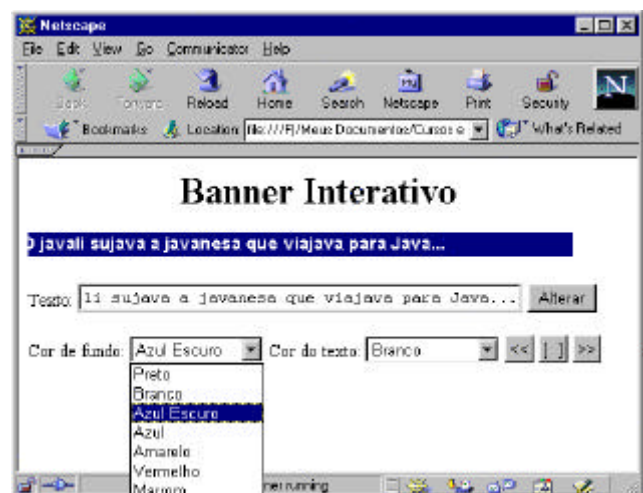 Netscape
File Edit View Go Communicator Help
Back Forward Reload Home Search Netscape Print Security
Bookmarks Location: file:///F|/Meus Documentos/Cursos e What's Related
Banner Interativo
O javali sujava a javanesa que viajava para Java...
Texto: li sujava a javanesa que viajava para Java... Alterar
Cor de fundo: Azul Escuro Cor do texto: Branco << [ ] >>
Preto
Branco
Azul Escuro
Azul
Amarelo
Vermelho
Marrom
ner running